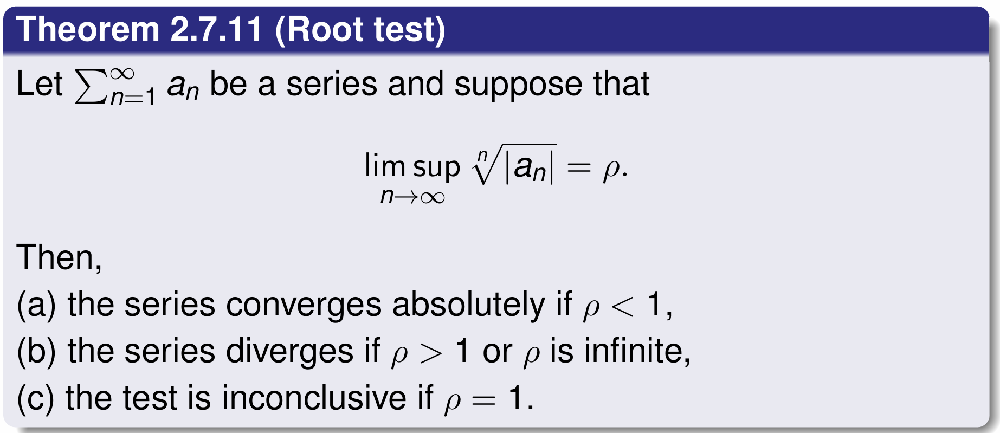 Theorem 2.7.11 (Root test)
Let $\sum_{n=1}^{\infty} a_n$ be a series and suppose that
$\limsup_{n \to \infty} \sqrt[n]{|a_n|} = \rho.$
Then,
(a) the series converges absolutely if $\rho < 1$,
(b) the series diverges if $\rho > 1$ or $\rho$ is infinite,
(c) the test is inconclusive if $\rho = 1$.